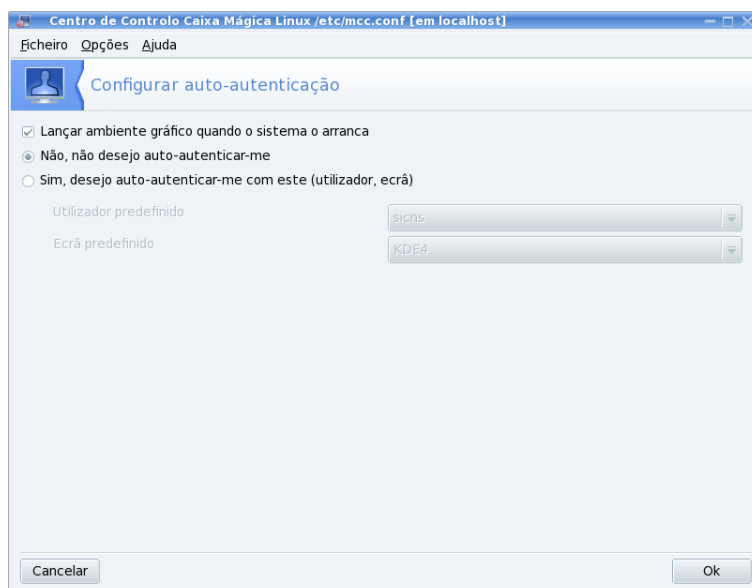 Centro de Controlo Caixa Mágica Linux /etc/mcc.conf [em localhost]
Ficheiro Opções Ajuda
Configurar auto-autenticação
Lançar ambiente gráfico quando o sistema o arranca
Não, não desejo auto-autenticar-me
Sim, desejo auto-autenticar-me com este (utilizador, ecrâ)
Utilizador predefinido sicns
Ecrã predefinido KDE4
Cancelar Ok